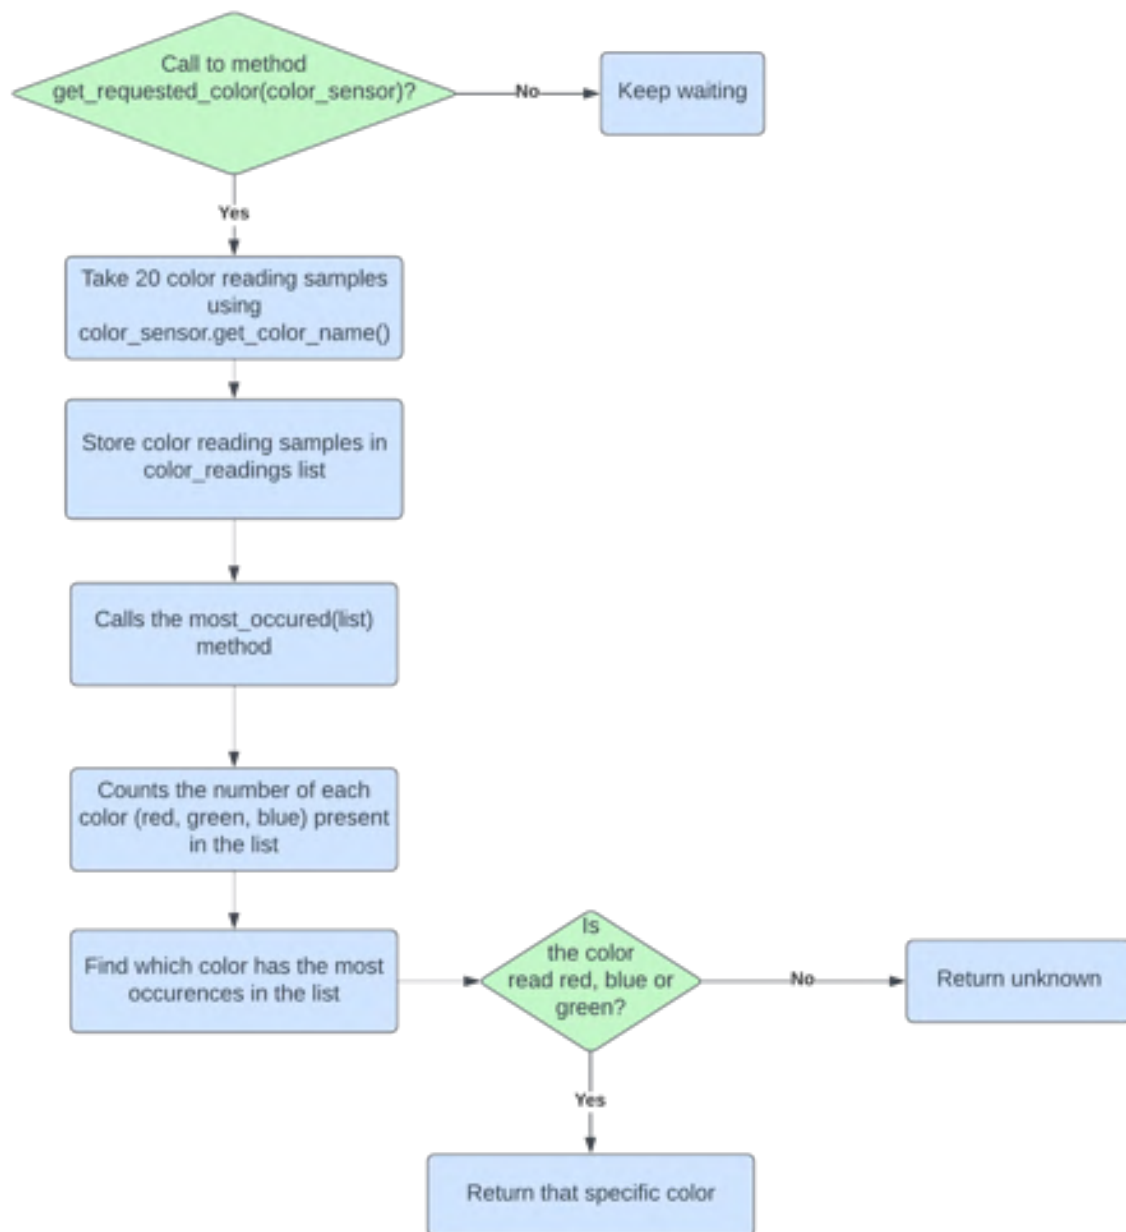 Call to method
get_requested_color(color_sensor)?
No
Keep waiting
Yes
Take 20 color reading samples
using
color_sensor.get_color_name()
Store color reading samples in
color_readings list
Calls the most_occured(list)
method
Counts the number of each
color (red, green, blue) present
in the list
Find which color has the most
occurences in the list
Is
the color
read red, blue or
green?
No
Return unknown
Yes
Return that specific color